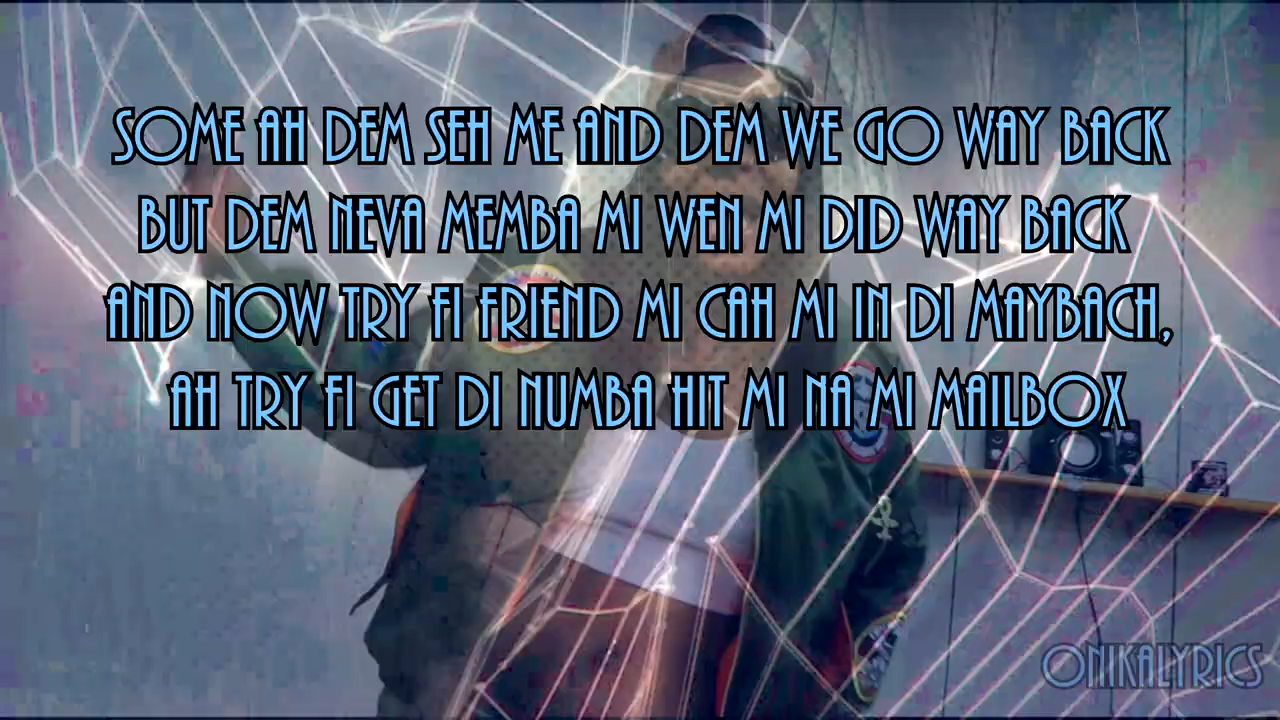 SOME AH DEM SEH ME AND DEM WE GO WAY BACK
BUT DEM NEVA MEMBA MI WEN MI DID WAY BACK
AND NOW TRY FI FRIEND MI CAH MI IN DI MAYBACH,
AH TRY FI GET DI NUMBA HIT MI NA MI MAILBOX
ONIKALYRICS